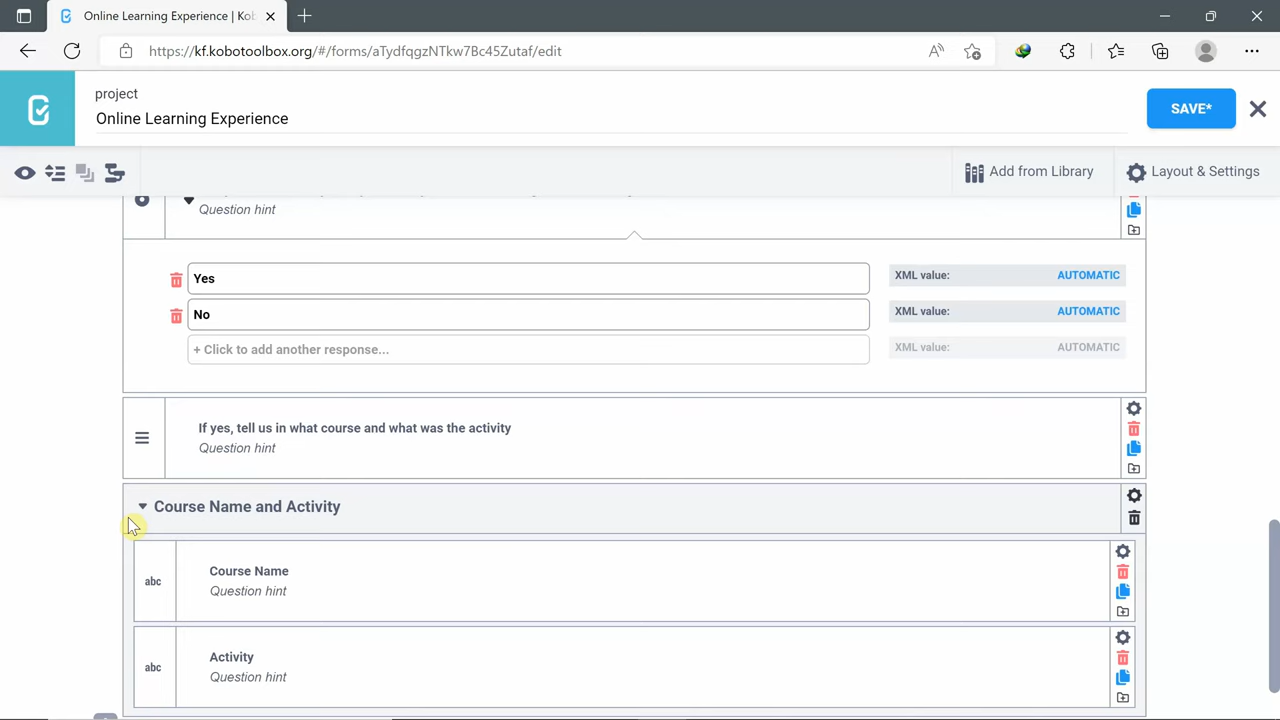 Online Learning Experience | Kob
https://kf.kobotoolbox.org/#/forms/aTydfqgzNTkw7Bc45Zutaf/edit
project
Online Learning Experience
SAVE*
Add from Library
Layout & Settings
Question hint
Yes
XML value: AUTOMATIC
No
XML value: AUTOMATIC
+ Click to add another response...
XML value: AUTOMATIC
If yes, tell us in what course and what was the activity
Question hint
Course Name and Activity
abc
Course Name
Question hint
abc
Activity
Question hint